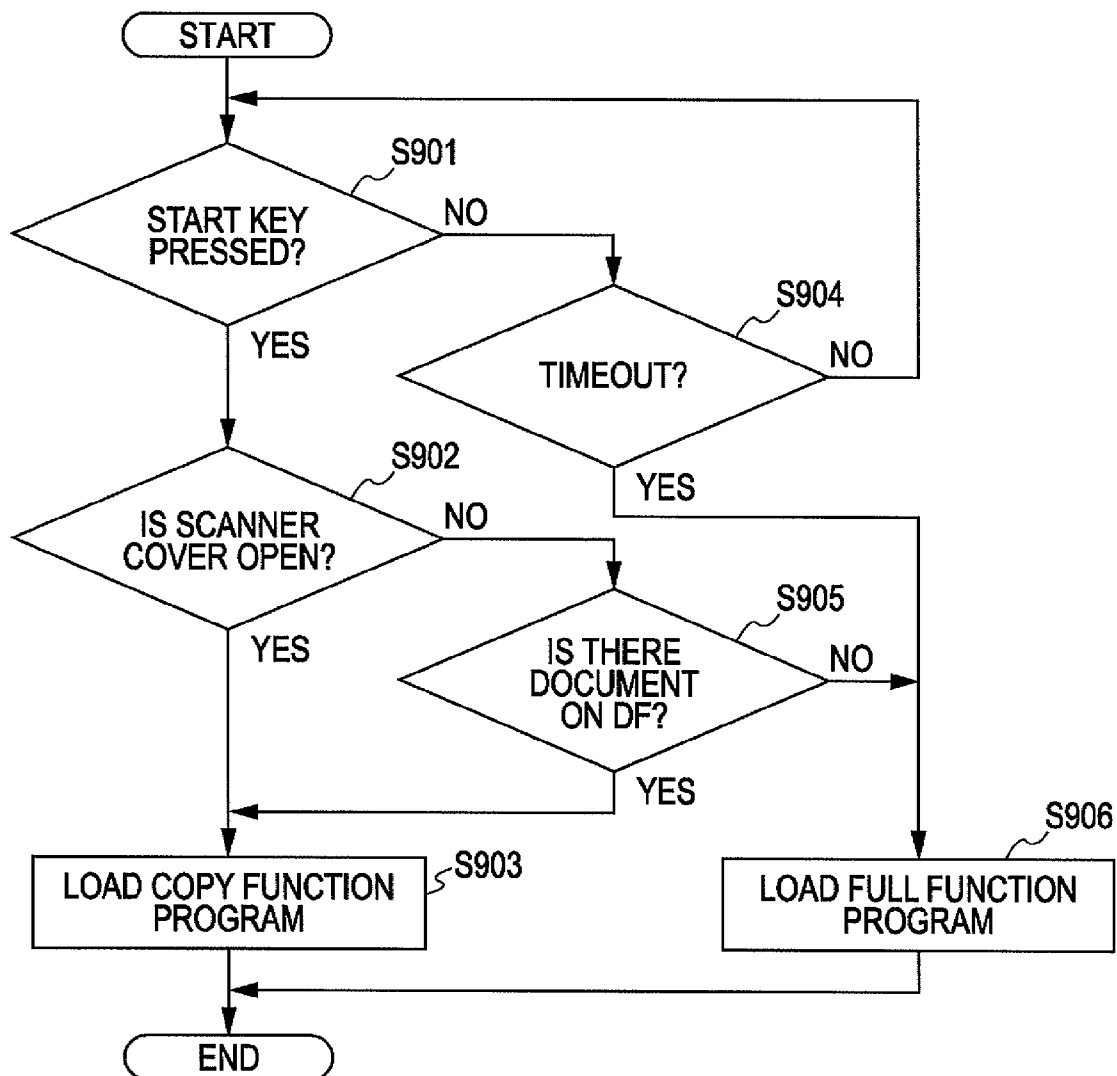 START
S901
START KEY
PRESSED?
NO
YES
S904
TIMEOUT?
NO
YES
S902
IS SCANNER
COVER OPEN?
NO
YES
S905
IS THERE
DOCUMENT
ON DF?
NO
YES
S903
LOAD COPY FUNCTION
PROGRAM
S906
LOAD FULL FUNCTION
PROGRAM
END